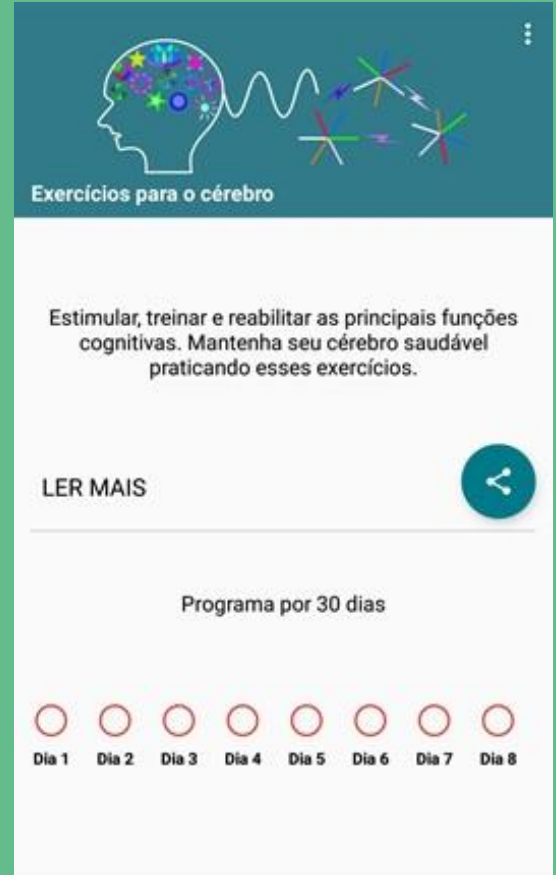 Exercícios para o cérebro
Estimular, treinar e reabilitar as principais funções
cognitivas. Mantenha seu cérebro saudável
praticando esses exercícios.
LER MAIS
Programa por 30 dias
Dia 1 Dia 2 Dia 3 Dia 4 Dia 5 Dia 6 Dia 7 Dia 8